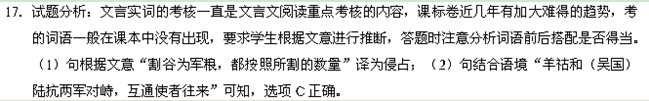 17. 试题分析：文言实词的考核一直是文言文阅读重点考核的内容，课标卷近几年有加大难得的趋势，考
的词语一般在课本中没有出现，要求学生根据文意进行推断，答题时注意分析词语前后搭配是否得当。
（1）句根据文意“割谷为军粮，都按照所割的数量”译为侵占；（2）句结合语境“羊祜和（吴国）
陆抗两军对峙，互通使者往来”可知，选项 C 正确。